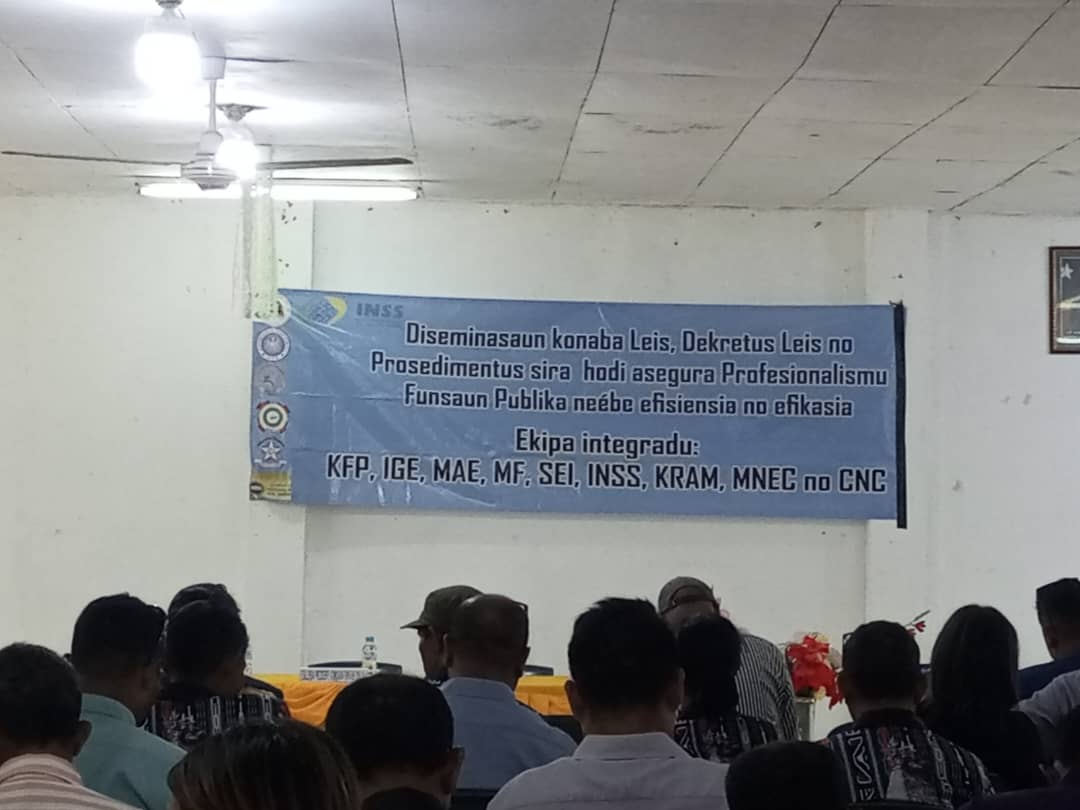 INSS
Diseminasaun konaba Leis, Dekretus Leis no
Prosedimentus sira hodi asegura Profesionalismu
Funsaun Publika neébe efisiensia no efikasia
Ekipa integradu:
KFP, IGE, MAE, MF, SEI, INSS, KRAM, MNEC no CNC